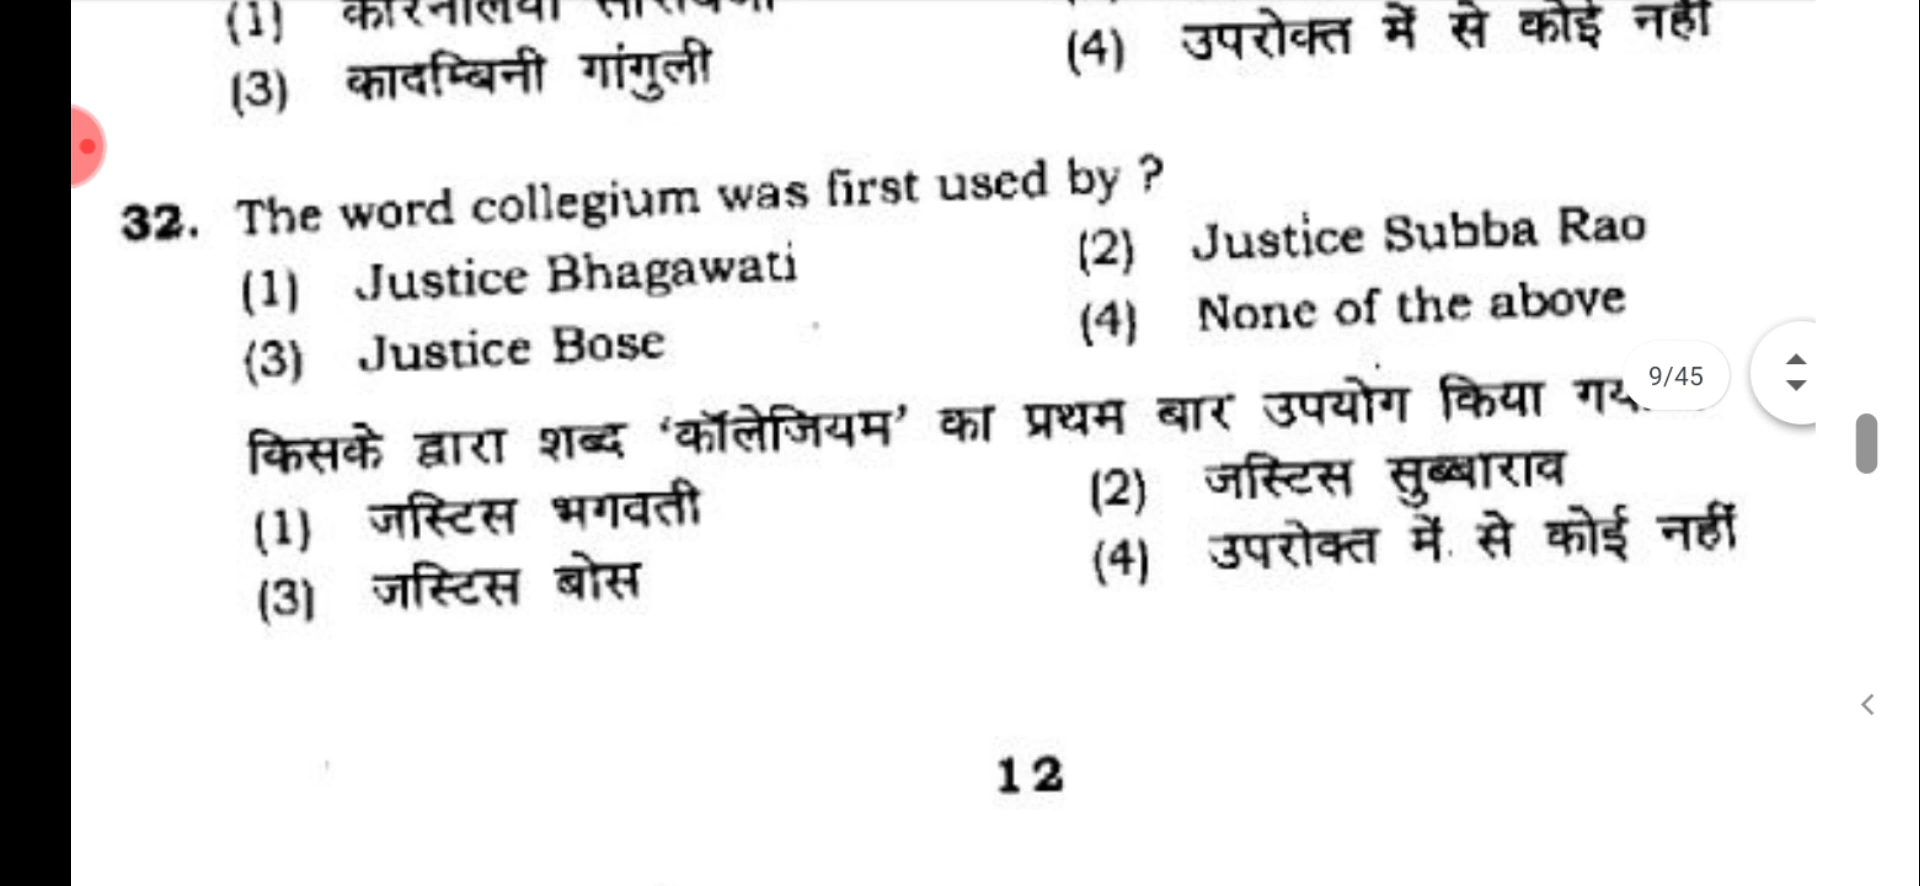 (3) कादम्बिनी गांगुली (4) उपरोक्त में से कोई नहीं
32. The word collegium was first used by ?
(1) Justice Bhagawati (2) Justice Subba Rao
(3) Justice Bose (4) None of the above
किसके द्वारा शब्द ‘कॉलेजियम’ का प्रथम बार उपयोग किया
9/45
(1) जस्टिस भगवती (2) जस्टिस सुब्बाराव
(3) जस्टिस बोस (4) उपरोक्त में से कोई नहीं
12